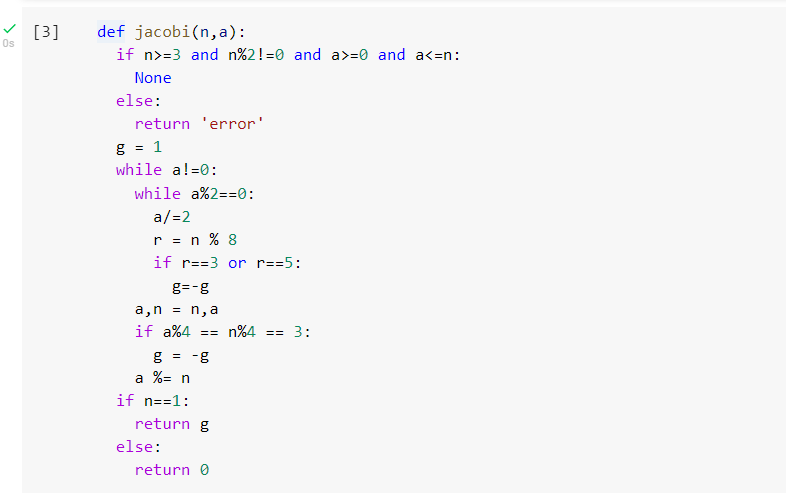 [3] def jacobi(n,a):
if n>=3 and n%2!=0 and a>=0 and a<=n:
None
else:
return 'error'
g = 1
while a!=0:
while a%2==0:
a/=2
r = n % 8
if r==3 or r==5:
g=-g
a,n = n,a
if a%4 == n%4 == 3:
g = -g
a %= n
if n==1:
return g
else:
return 0
0s